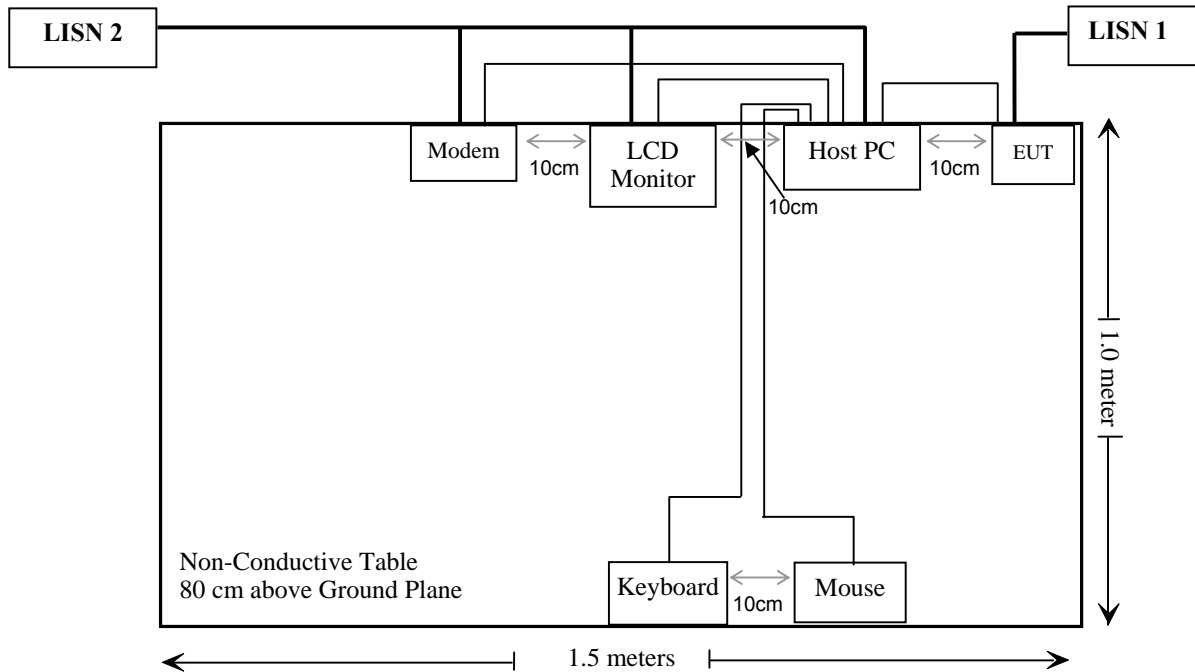 LISN 2
LISN 1
Modem
10cm
LCD
Monitor
10cm
Host PC
10cm
EUT
1.0 meter
Non-Conductive Table
80 cm above Ground Plane
Keyboard
10cm
Mouse
1.5 meters